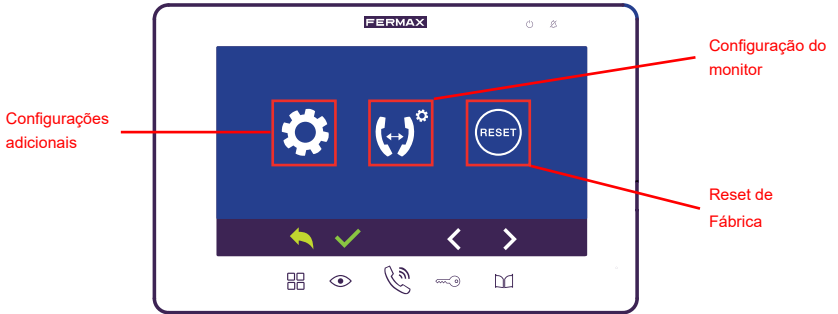 FERMAX
Configuração do
monitor
Configurações
adicionais
RESET
Reset de
Fábrica